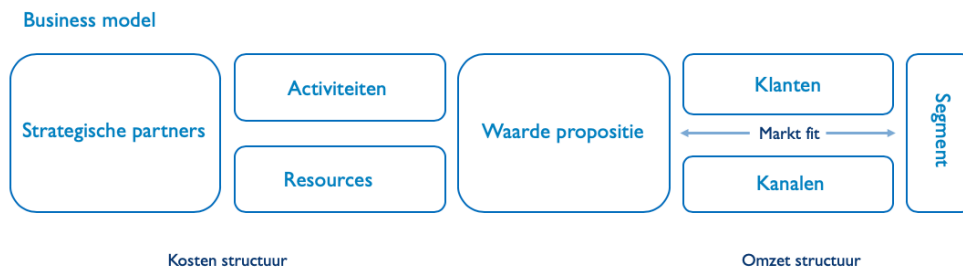 Business model
Strategische partners
Activiteiten
Resources
Waarde propositie
Klanten
Markt fit
Kanalen
Segment
Kosten structuur
Omzet structuur